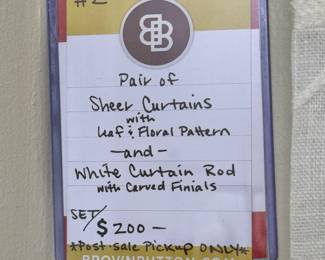 #2
Pair of
Sheer Curtains
with
Leaf & Floral Pattern
-and-
White Curtain Rod
with Carved Finials
SET/
$200-
*Post-sale Pickup ONLY*
BROWNBUTTON.COM